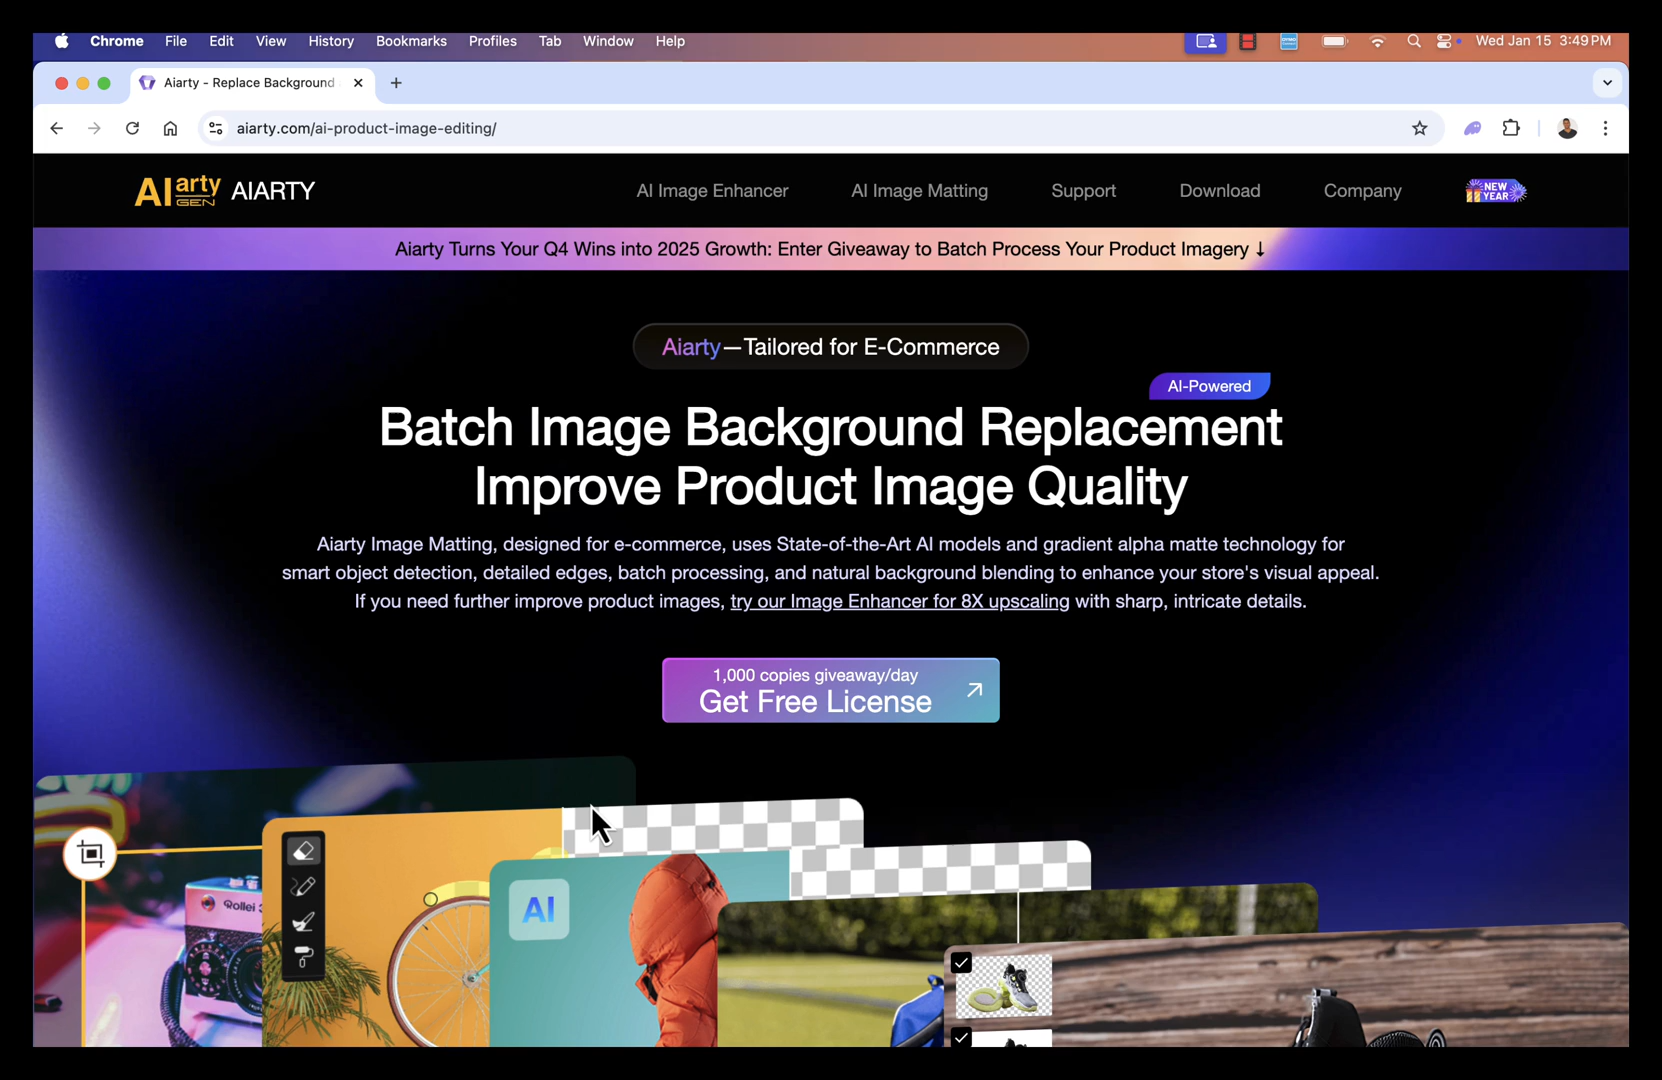 Chrome File Edit View History Bookmarks Profiles Tab Window Help Wed Jan 15 3:49 PM
Aiarty - Replace Background
aiarty.com/ai-product-image-editing/
AI arty GEN AIARTY AI Image Enhancer AI Image Matting Support Download Company NEW YEAR
Aiarty Turns Your Q4 Wins into 2025 Growth: Enter Giveaway to Batch Process Your Product Imagery ↓
Aiarty—Tailored for E-Commerce
AI-Powered
Batch Image Background Replacement
Improve Product Image Quality
Aiarty Image Matting, designed for e-commerce, uses State-of-the-Art AI models and gradient alpha matte technology for
smart object detection, detailed edges, batch processing, and natural background blending to enhance your store's visual appeal.
If you need further improve product images, try our Image Enhancer for 8X upscaling with sharp, intricate details.
1,000 copies giveaway/day
Get Free License
Rollei
AI